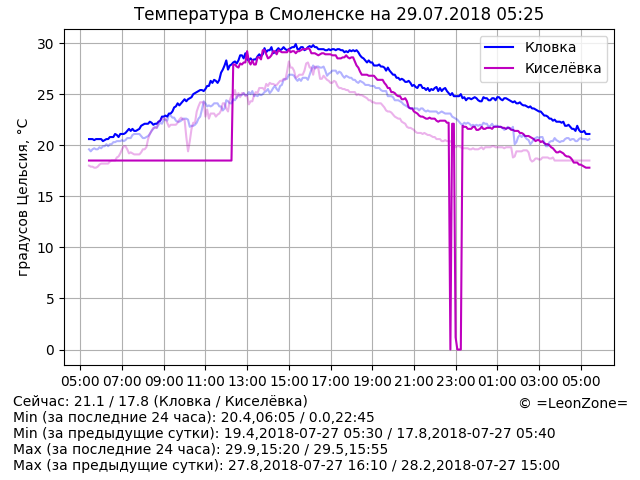 Температура в Смоленске на 29.07.2018 05:25
Кловка
Киселёвка
градусов Цельсия, °C
30
25
20
15
10
5
0
05:00 07:00 09:00 11:00 13:00 15:00 17:00 19:00 21:00 23:00 01:00 03:00 05:00
Сейчас: 21.1 / 17.8 (Кловка / Киселёвка)
© =LeonZone=
Min (за последние 24 часа): 20.4,06:05 / 0.0,22:45
Min (за предыдущие сутки): 19.4,2018-07-27 05:30 / 17.8,2018-07-27 05:40
Max (за последние 24 часа): 29.9,15:20 / 29.5,15:55
Max (за предыдущие сутки): 27.8,2018-07-27 16:10 / 28.2,2018-07-27 15:00